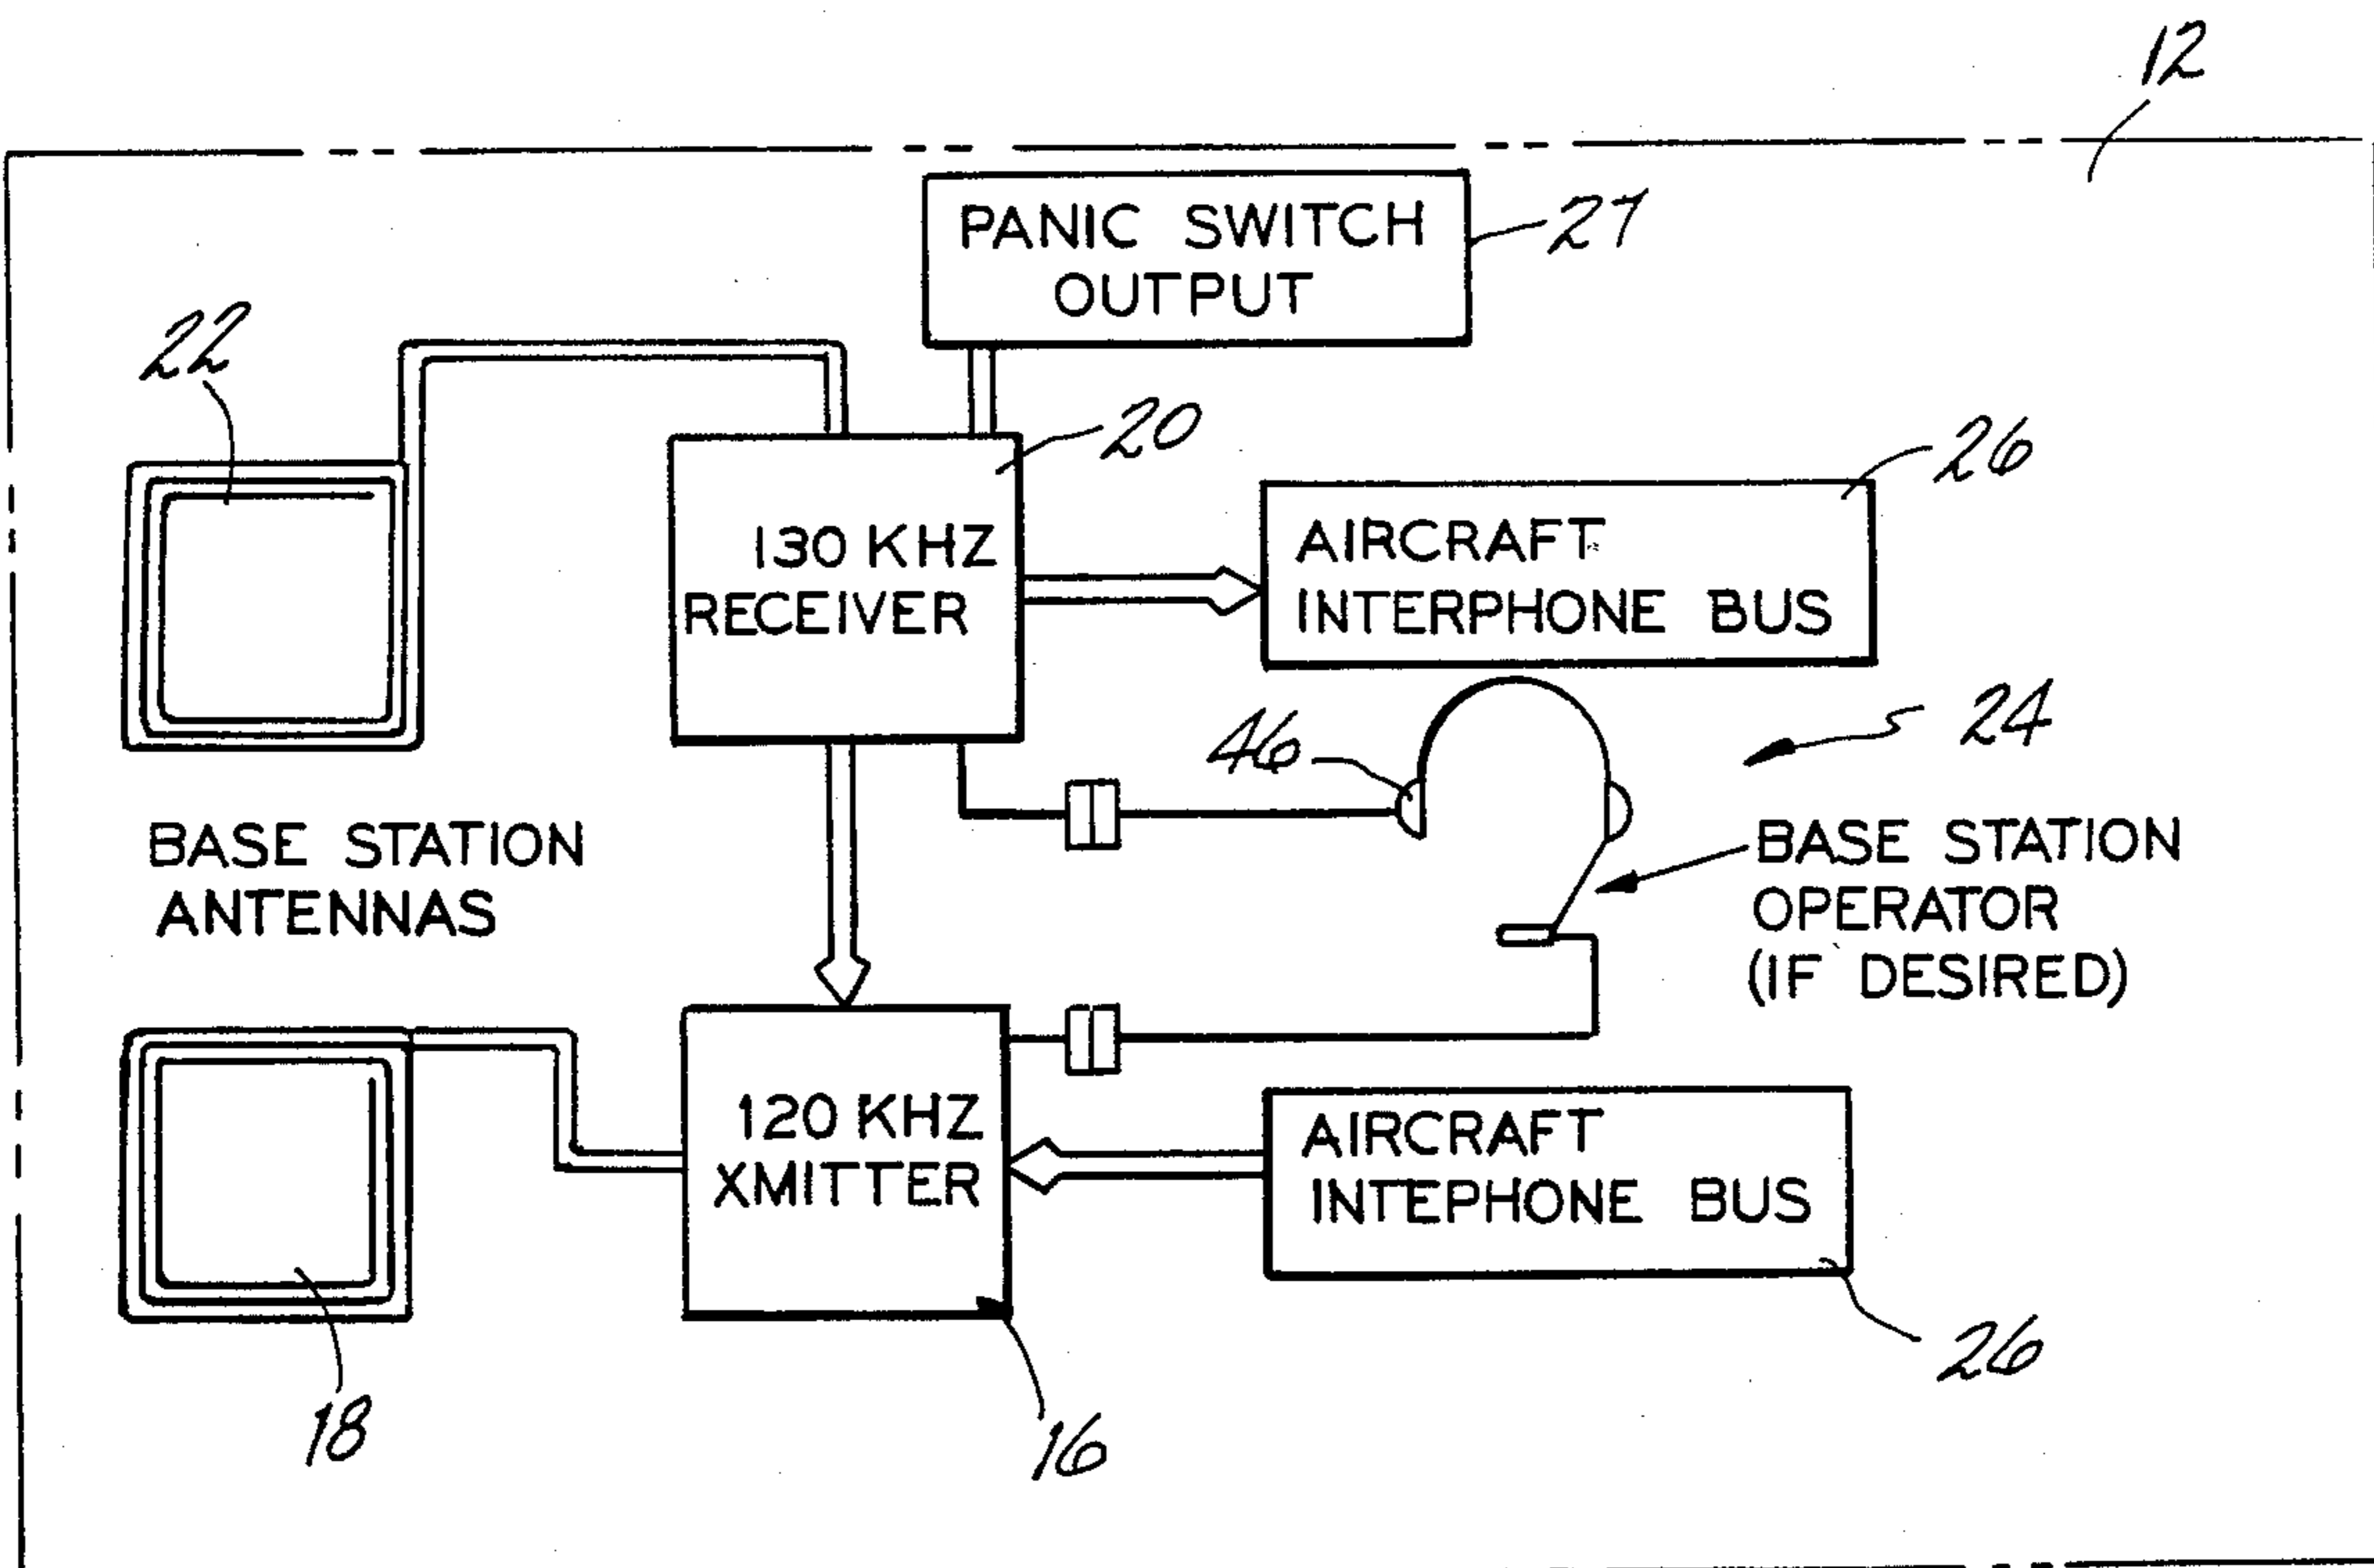 12
PANIC SWITCH
OUTPUT
27
22
20
26
130 KHZ
RECEIVER
AIRCRAFT
INTERPHONE BUS
46
24
BASE STATION
ANTENNAS
BASE STATION
OPERATOR
(IF DESIRED)
120 KHZ
XMITTER
AIRCRAFT
INTEPHONE BUS
26
18
16